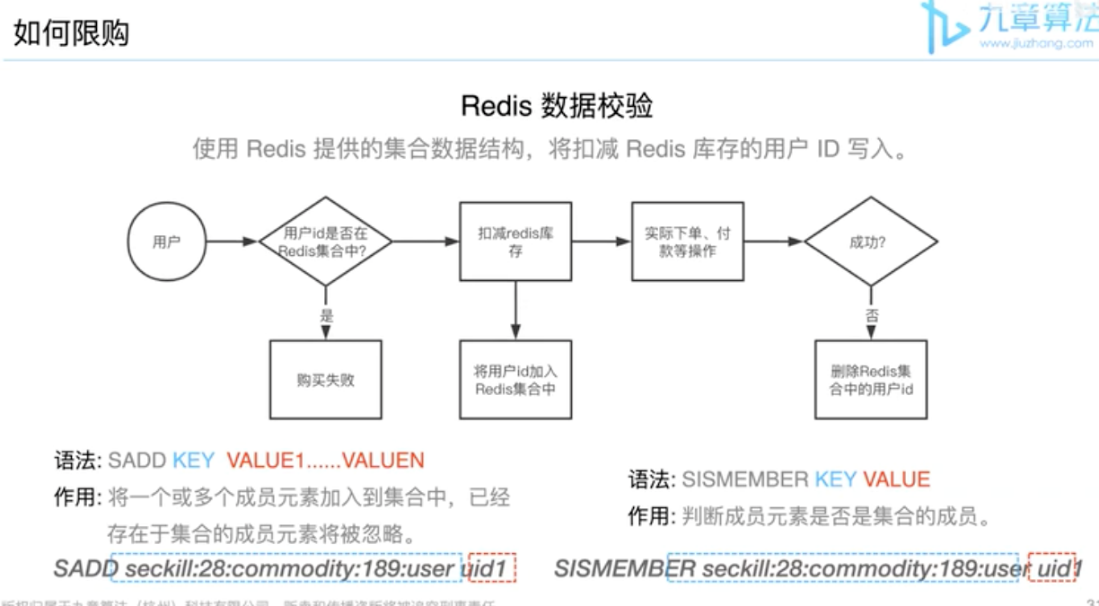 如何限购
九章算法
www.jiuzhang.com
Redis 数据校验
使用 Redis 提供的集合数据结构，将扣减 Redis 库存的用户 ID 写入。
用户
用户id是否在
Redis集合中?
扣减redis库
存
实际下单、付
款等操作
成功?
是
否
购买失败
将用户id加入
Redis集合中
删除Redis集
合中的用户id
语法: SADD KEY VALUE1......VALUEN
作用: 将一个或多个成员元素加入到集合中，已经
存在于集合的成员元素将被忽略。
SADD seckill:28:commodity:189:user uid1
语法: SISMEMBER KEY VALUE
作用: 判断成员元素是否是集合的成员。
SISMEMBER seckill:28:commodity:189:user uid1